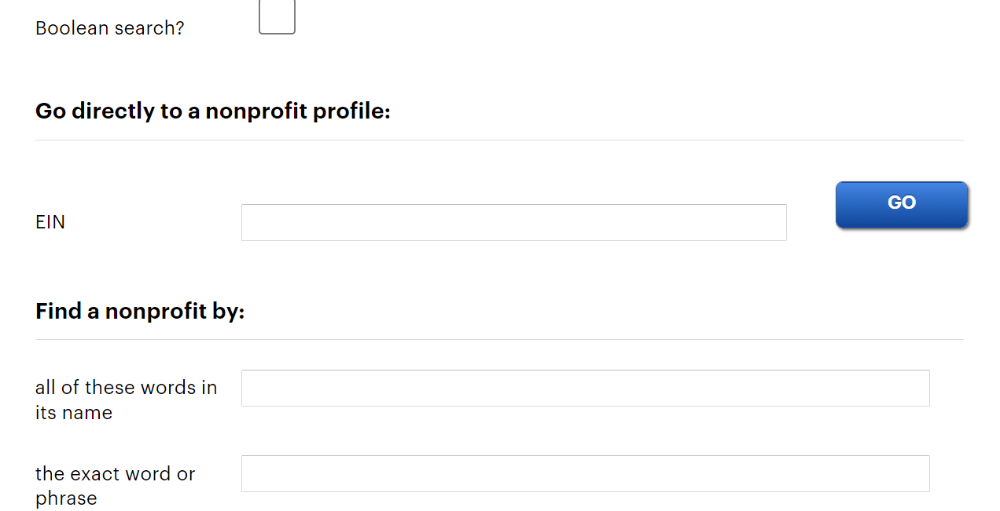 Boolean search?
Go directly to a nonprofit profile:
EIN
GO
Find a nonprofit by:
all of these words in
its name
the exact word or
phrase